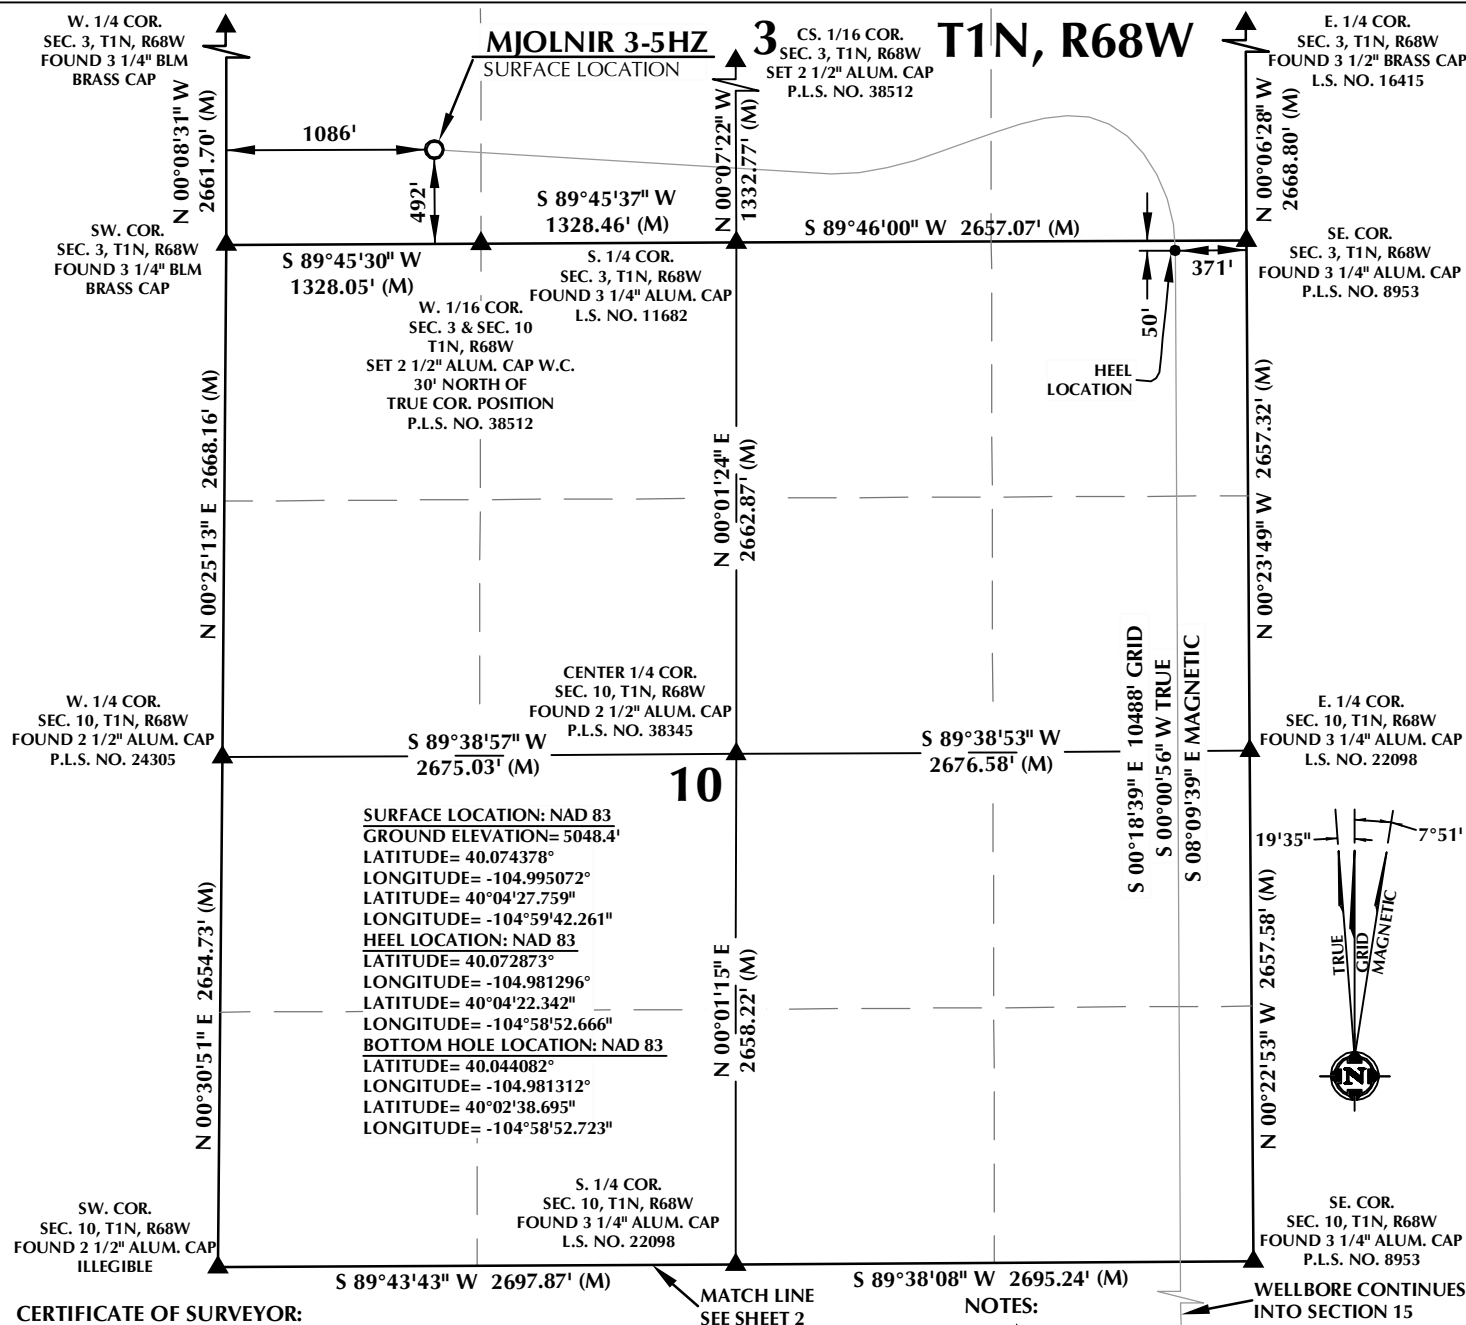 W. 1/4 COR.
SEC. 3, T1N, R68W
FOUND 3 1/4" BLM
BRASS CAP
MJOLNIR 3-5HZ
SURFACE LOCATION
3
CS. 1/16 COR.
SEC. 3, T1N, R68W
SET 2 1/2" ALUM. CAP
P.L.S. NO. 38512
T1N, R68W
E. 1/4 COR.
SEC. 3, T1N, R68W
FOUND 3 1/2" BRASS CAP
L.S. NO. 16415
N 00°08'31" W
2661.70' (M)
1086'
492'
N 00°07'22" W
1332.77' (M)
N 00°06'28" W
2668.80' (M)
S 89°45'37" W
1328.46' (M)
S 89°46'00" W 2657.07' (M)
SW. COR.
SEC. 3, T1N, R68W
FOUND 3 1/4" BLM
BRASS CAP
S 89°45'30" W
1328.05' (M)
S. 1/4 COR.
SEC. 3, T1N, R68W
FOUND 3 1/4" ALUM. CAP
L.S. NO. 11682
371'
50'
SE. COR.
SEC. 3, T1N, R68W
FOUND 3 1/4" ALUM. CAP
P.L.S. NO. 8953
W. 1/16 COR.
SEC. 3 & SEC. 10
T1N, R68W
SET 2 1/2" ALUM. CAP W.C.
30' NORTH OF
TRUE COR. POSITION
P.L.S. NO. 38512
HEEL
LOCATION
N 00°25'13" E 2668.16' (M)
N 00°01'24" E
2662.87' (M)
N 00°23'49" W 2657.32' (M)
S 00°18'39" E 10488' GRID
S 00°00'56" W TRUE
S 08°09'39" E MAGNETIC
W. 1/4 COR.
SEC. 10, T1N, R68W
FOUND 2 1/2" ALUM. CAP
P.L.S. NO. 24305
CENTER 1/4 COR.
SEC. 10, T1N, R68W
FOUND 2 1/2" ALUM. CAP
P.L.S. NO. 38345
E. 1/4 COR.
SEC. 10, T1N, R68W
FOUND 3 1/4" ALUM. CAP
L.S. NO. 22098
S 89°38'57" W
2675.03' (M)
S 89°38'53" W
2676.58' (M)
10
SURFACE LOCATION: NAD 83
GROUND ELEVATION= 5048.4'
LATITUDE= 40.074378°
LONGITUDE= -104.995072°
LATITUDE= 40°04'27.759"
LONGITUDE= -104°59'42.261"
HEEL LOCATION: NAD 83
LATITUDE= 40.072873°
LONGITUDE= -104.981296°
LATITUDE= 40°04'22.342"
LONGITUDE= -104°58'52.666"
BOTTOM HOLE LOCATION: NAD 83
LATITUDE= 40.044082°
LONGITUDE= -104.981312°
LATITUDE= 40°02'38.695"
LONGITUDE= -104°58'52.723"
19'35"
7°51'
TRUE
GRID
MAGNETIC
N
N 00°30'51" E 2654.73' (M)
N 00°01'15" E
2658.22' (M)
N 00°22'53" W 2657.58' (M)
SW. COR.
SEC. 10, T1N, R68W
FOUND 2 1/2" ALUM. CAP
ILLEGIBLE
S. 1/4 COR.
SEC. 10, T1N, R68W
FOUND 3 1/4" ALUM. CAP
L.S. NO. 22098
SE. COR.
SEC. 10, T1N, R68W
FOUND 3 1/4" ALUM. CAP
P.L.S. NO. 8953
S 89°43'43" W 2697.87' (M)
S 89°38'08" W 2695.24' (M)
MATCH LINE
SEE SHEET 2
WELLBORE CONTINUES
INTO SECTION 15
CERTIFICATE OF SURVEYOR:
NOTES: